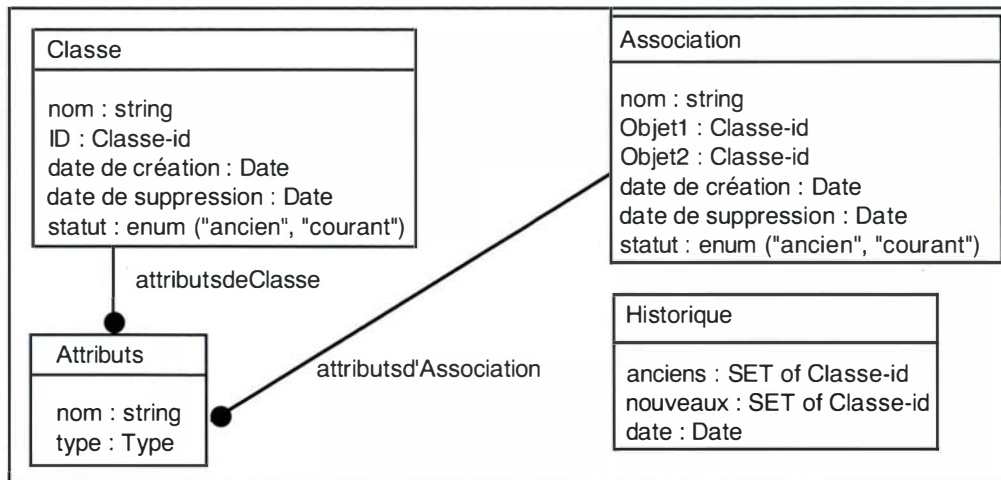 Classe
nom : string
ID : Classe-id
date de création : Date
date de suppression : Date
statut : enum ("ancien", "courant")
Association
nom : string
Objet1 : Classe-id
Objet2 : Classe-id
date de création : Date
date de suppression : Date
statut : enum ("ancien", "courant")
attributsdeClasse
attributsd'Association
Attributs
nom : string
type : Type
Historique
anciens : SET of Classe-id
nouveaux : SET of Classe-id
date : Date